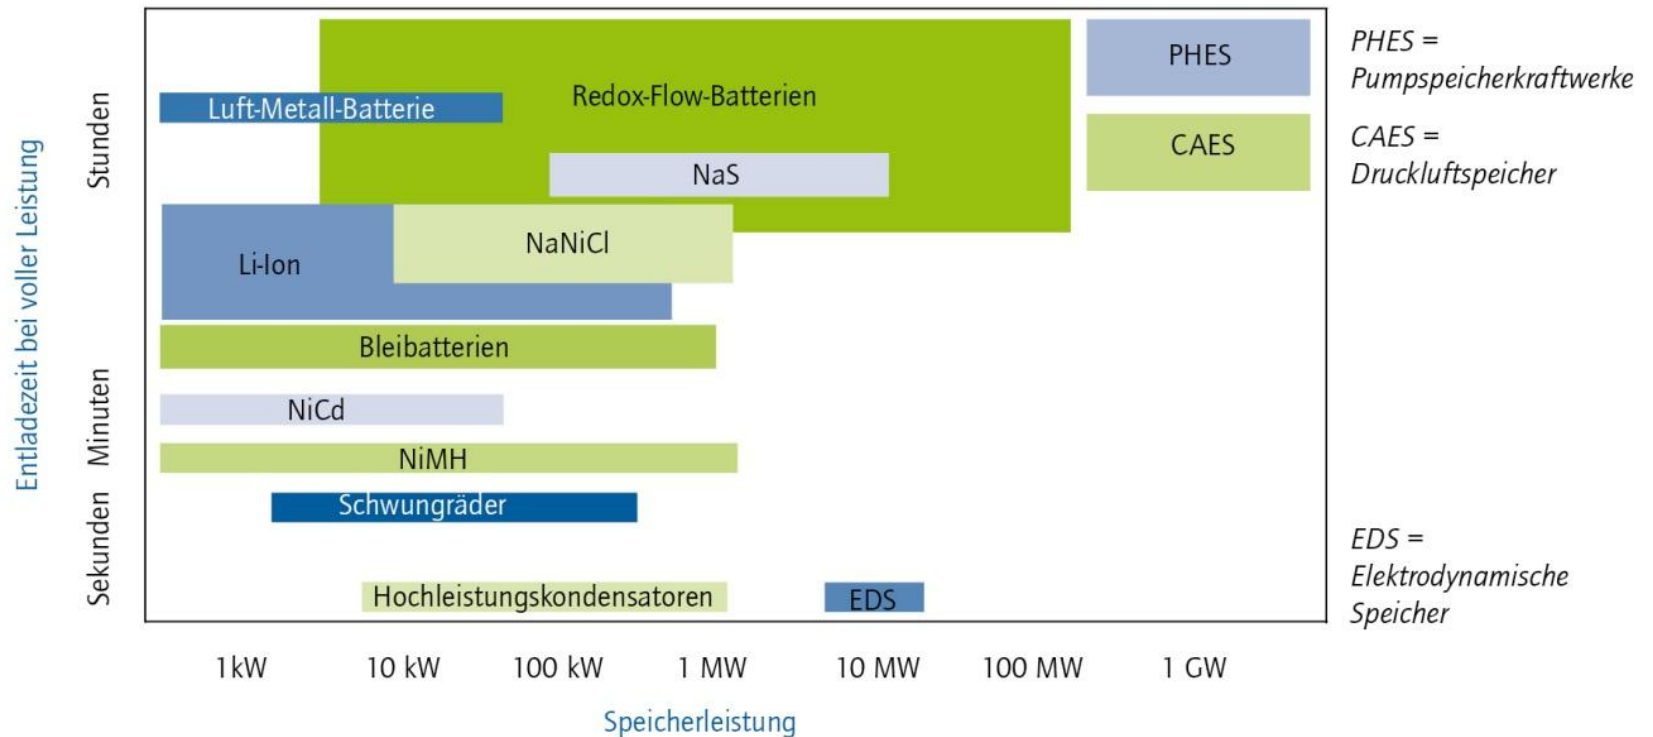 PHES =
Pumpspeicherkraftwerke
CAES =
Druckluftspeicher
EDS =
Elektrodynamische
Speicher
Entladezeit bei voller Leistung
Stunden
Minuten
Sekunden
PHES
Redox-Flow-Batterien
Luft-Metall-Batterie
CAES
NaS
NaNiCl
Li-Ion
Bleibatterien
NiCd
NiMH
Schwungräder
Hochleistungskondensatoren
EDS
1kW 10 kW 100 kW 1 MW 10 MW 100 MW 1 GW
Speicherleistung